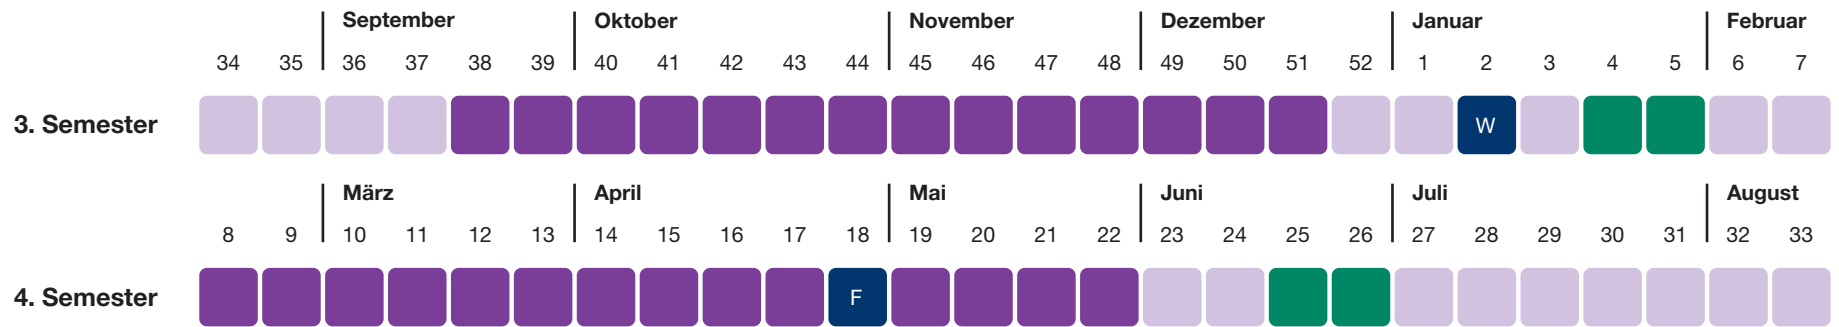 September Oktober November Dezember Januar Februar
34 35 36 37 38 39 40 41 42 43 44 45 46 47 48 49 50 51 52 1 2 3 4 5 6 7
3. Semester W
März April Mai Juni Juli August
8 9 10 11 12 13 14 15 16 17 18 19 20 21 22 23 24 25 26 27 28 29 30 31 32 33
4. Semester F